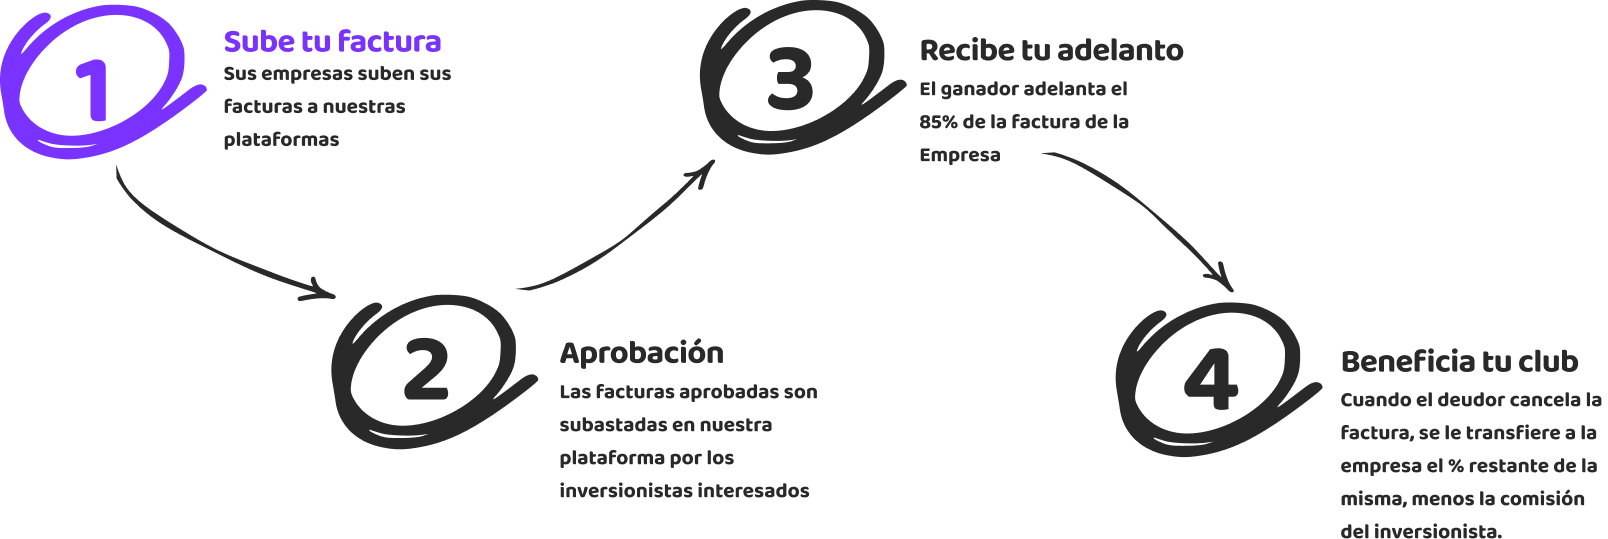 1
Sube tu factura
Sus empresas suben sus
facturas a nuestras
plataformas
2
Aprobación
Las facturas aprobadas son
subastadas en nuestra
plataforma por los
inversionistas interesados
3
Recibe tu adelanto
El ganador adelanta el
85% de la factura de la
Empresa
4
Beneficia tu club
Cuando el deudor cancela la
factura, se le transfiere a la
empresa el % restante de la
misma, menos la comisión
del inversionista.